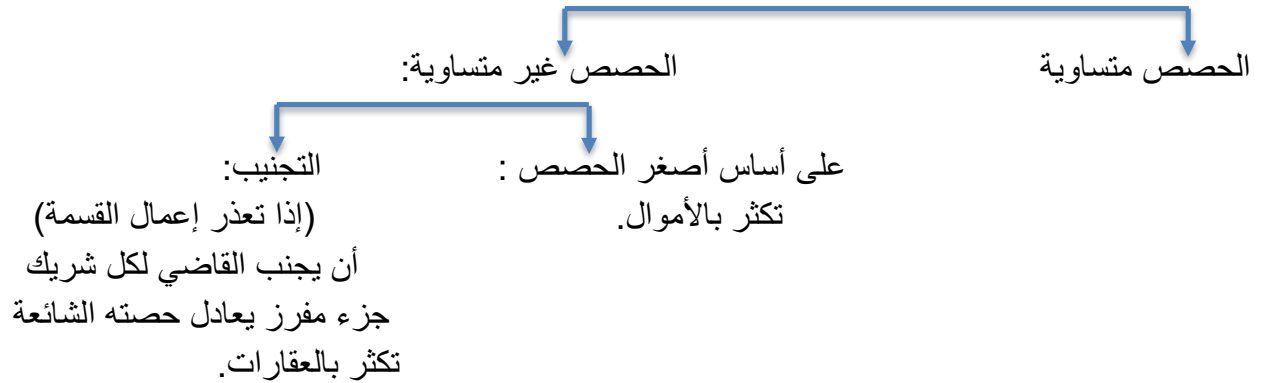 الحصص متساوية
الحصص غير متساوية:
على أساس أصغر الحصص :
تكثر بالأموال.
التجنيب:
(إذا تعذر إعمال القسمة)
أن يجنب القاضي لكل شريك
جزء مفرز يعادل حصته الشائعة
تكثر بالعقارات.